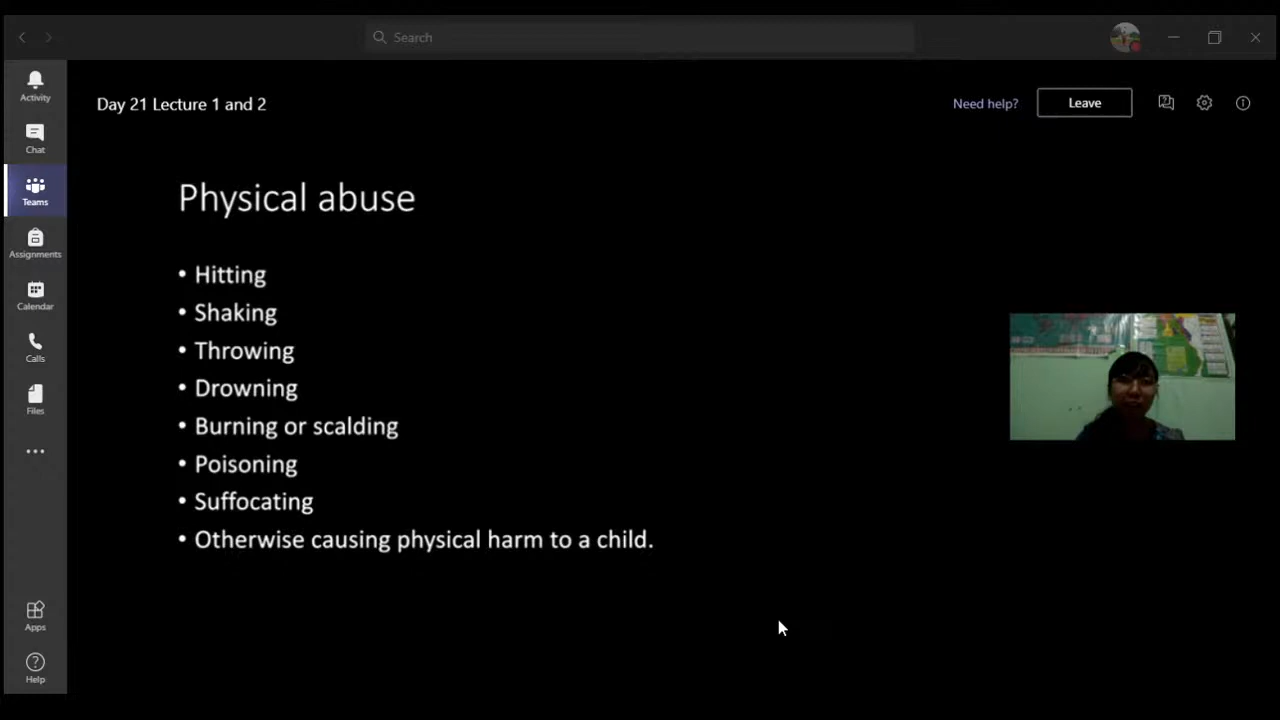 Search
Activity
Chat
Teams
Assignments
Calendar
Calls
Files
Apps
Help
Day 21 Lecture 1 and 2
Need help?
Leave
Physical abuse
• Hitting
• Shaking
• Throwing
• Drowning
• Burning or scalding
• Poisoning
• Suffocating
• Otherwise causing physical harm to a child.